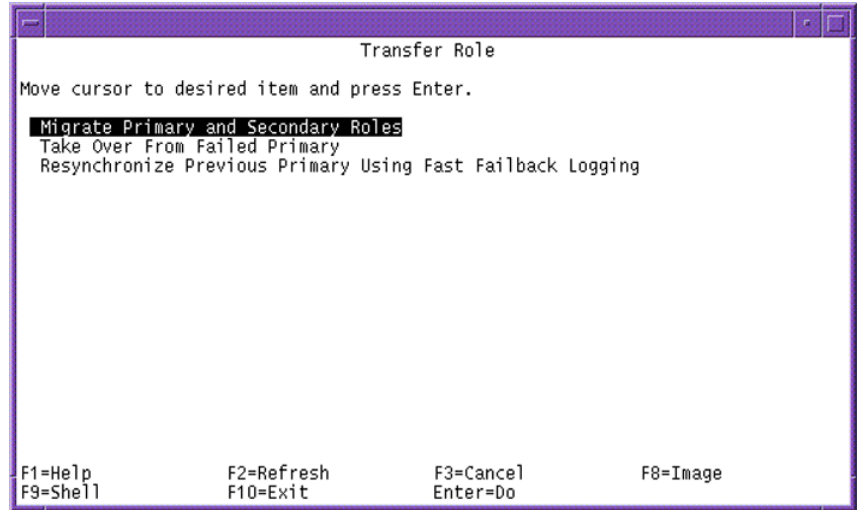 Transfer Role
Move cursor to desired item and press Enter.
Migrate Primary and Secondary Roles
Take Over From Failed Primary
Resynchronize Previous Primary Using Fast Failback Logging
F1=Help F2=Refresh F3=Cancel F8=Image
F9=Shell F10=Exit Enter=Do